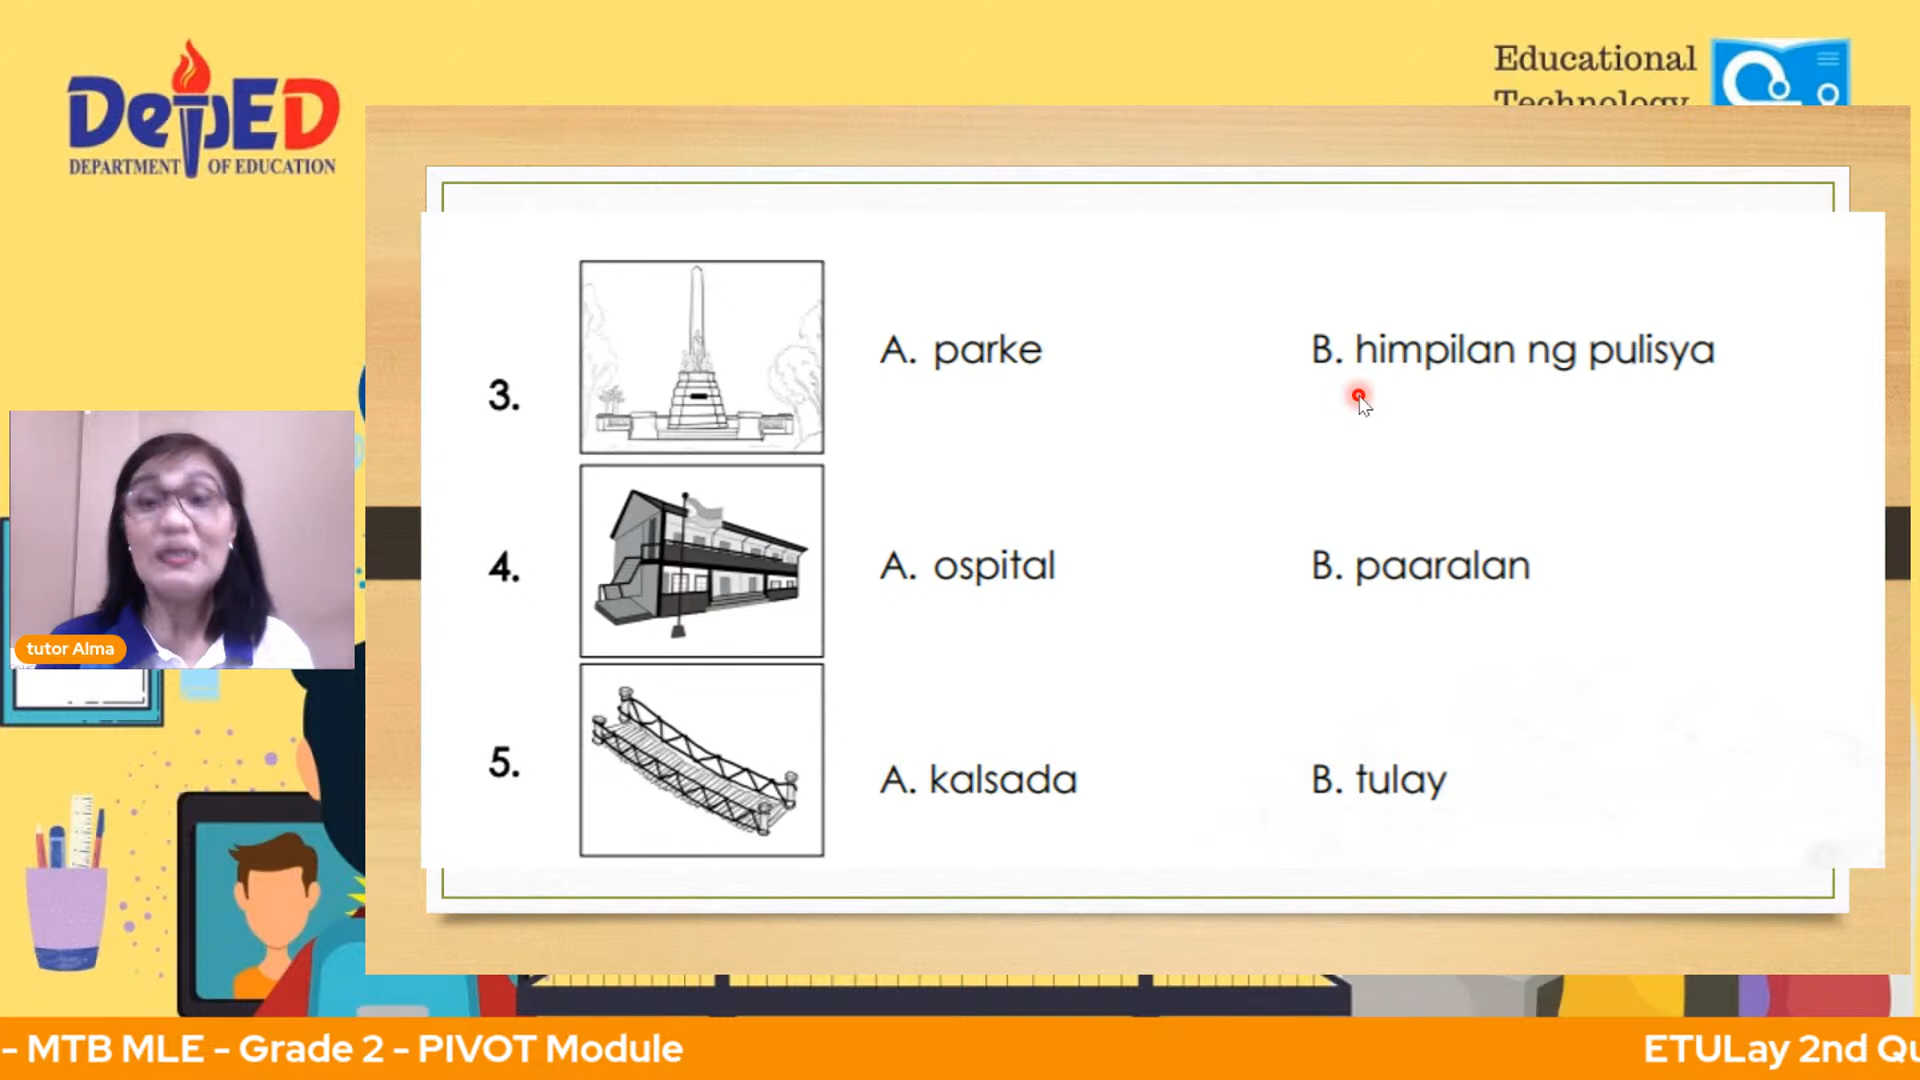 DepED
DEPARTMENT OF EDUCATION
Educational
Technology
3.
A. parke
B. himpilan ng pulisya
4.
A. ospital
B. paaralan
5.
A. kalsada
B. tulay
tutor Alma
- MTB MLE - Grade 2 - PIVOT Module
ETULay 2nd Qu